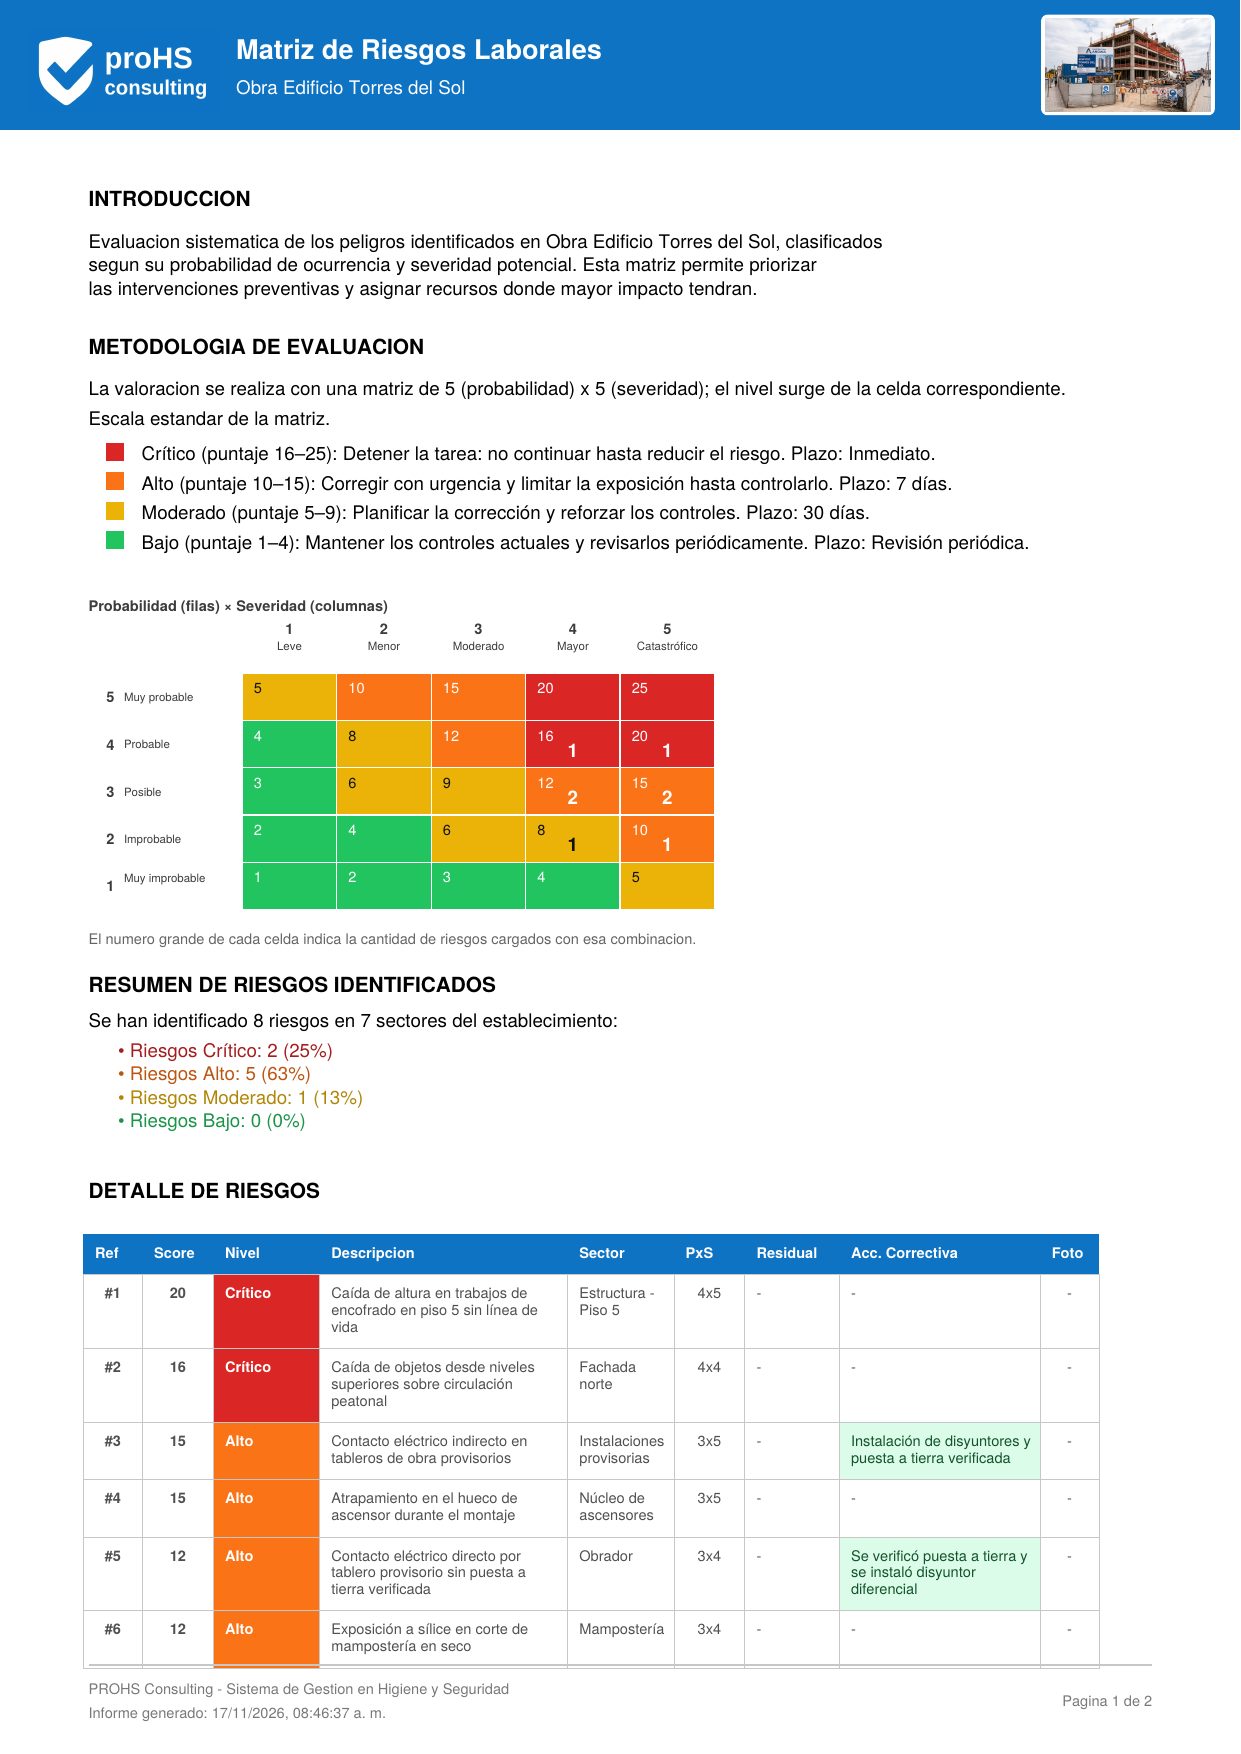 proHS
consulting
Matriz de Riesgos Laborales
Obra Edificio Torres del Sol
INTRODUCCION
Evaluacion sistematica de los peligros identificados en Obra Edificio Torres del Sol, clasificados
segun su probabilidad de ocurrencia y severidad potencial. Esta matriz permite priorizar
las intervenciones preventivas y asignar recursos donde mayor impacto tendran.
METODOLOGIA DE EVALUACION
La valoracion se realiza con una matriz de 5 (probabilidad) x 5 (severidad); el nivel surge de la celda correspondiente.
Escala estandar de la matriz.
Crítico (puntaje 16–25): Detener la tarea: no continuar hasta reducir el riesgo. Plazo: Inmediato.
Alto (puntaje 10–15): Corregir con urgencia y limitar la exposición hasta controlarlo. Plazo: 7 días.
Moderado (puntaje 5–9): Planificar la corrección y reforzar los controles. Plazo: 30 días.
Bajo (puntaje 1–4): Mantener los controles actuales y revisarlos periódicamente. Plazo: Revisión periódica.
Probabilidad (filas) × Severidad (columnas)
1 2 3 4 5
Leve Menor Moderado Mayor Catastrófico
5 Muy probable 5 10 15 20 25
4 Probable 4 8 12 16 1 20 1
3 Posible 3 6 9 12 2 15 2
2 Improbable 2 4 6 8 1 10 1
1 Muy improbable 1 2 3 4 5
El numero grande de cada celda indica la cantidad de riesgos cargados con esa combinacion.
RESUMEN DE RIESGOS IDENTIFICADOS
Se han identificado 8 riesgos en 7 sectores del establecimiento:
• Riesgos Crítico: 2 (25%)
• Riesgos Alto: 5 (63%)
• Riesgos Moderado: 1 (13%)
• Riesgos Bajo: 0 (0%)
DETALLE DE RIESGOS
Ref Score Nivel Descripcion Sector PxS Residual Acc. Correctiva Foto
#1 20 Crítico Caída de altura en trabajos de Estructura - 4x5 - - -
encofrado en piso 5 sin línea de Piso 5
vida
#2 16 Crítico Caída de objetos desde niveles Fachada 4x4 - - -
superiores sobre circulación norte
peatonal
#3 15 Alto Contacto eléctrico indirecto en Instalaciones 3x5 - Instalación de disyuntores y -
tableros de obra provisorios provisorias puesta a tierra verificada
#4 15 Alto Atrapamiento en el hueco de Núcleo de 3x5 - - -
ascensor durante el montaje ascensores
#5 12 Alto Contacto eléctrico directo por Obrador 3x4 - Se verificó puesta a tierra y -
tablero provisorio sin puesta a se instaló disyuntor
tierra verificada diferencial
#6 12 Alto Exposición a sílice en corte de Mampostería 3x4 - - -
mampostería en seco
PROHS Consulting - Sistema de Gestion en Higiene y Seguridad
Informe generado: 17/11/2026, 08:46:37 a. m.
Pagina 1 de 2